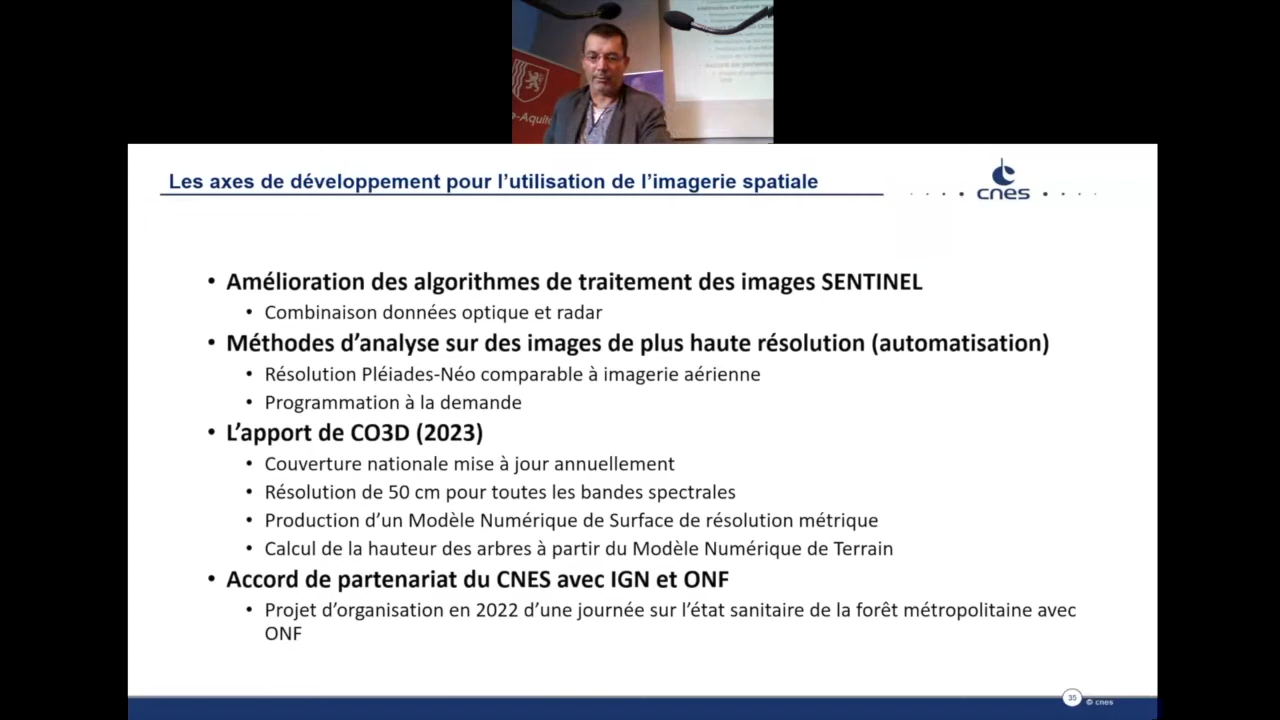 e-Aquita
Les axes de développement pour l’utilisation de l’imagerie spatiale
cnes
• Amélioration des algorithmes de traitement des images SENTINEL
• Combinaison données optique et radar
• Méthodes d’analyse sur des images de plus haute résolution (automatisation)
• Résolution Pléiades-Néo comparable à imagerie aérienne
• Programmation à la demande
• L’apport de CO3D (2023)
• Couverture nationale mise à jour annuellement
• Résolution de 50 cm pour toutes les bandes spectrales
• Production d’un Modèle Numérique de Surface de résolution métrique
• Calcul de la hauteur des arbres à partir du Modèle Numérique de Terrain
• Accord de partenariat du CNES avec IGN et ONF
• Projet d’organisation en 2022 d’une journée sur l’état sanitaire de la forêt métropolitaine avec
ONF
35
© cnes